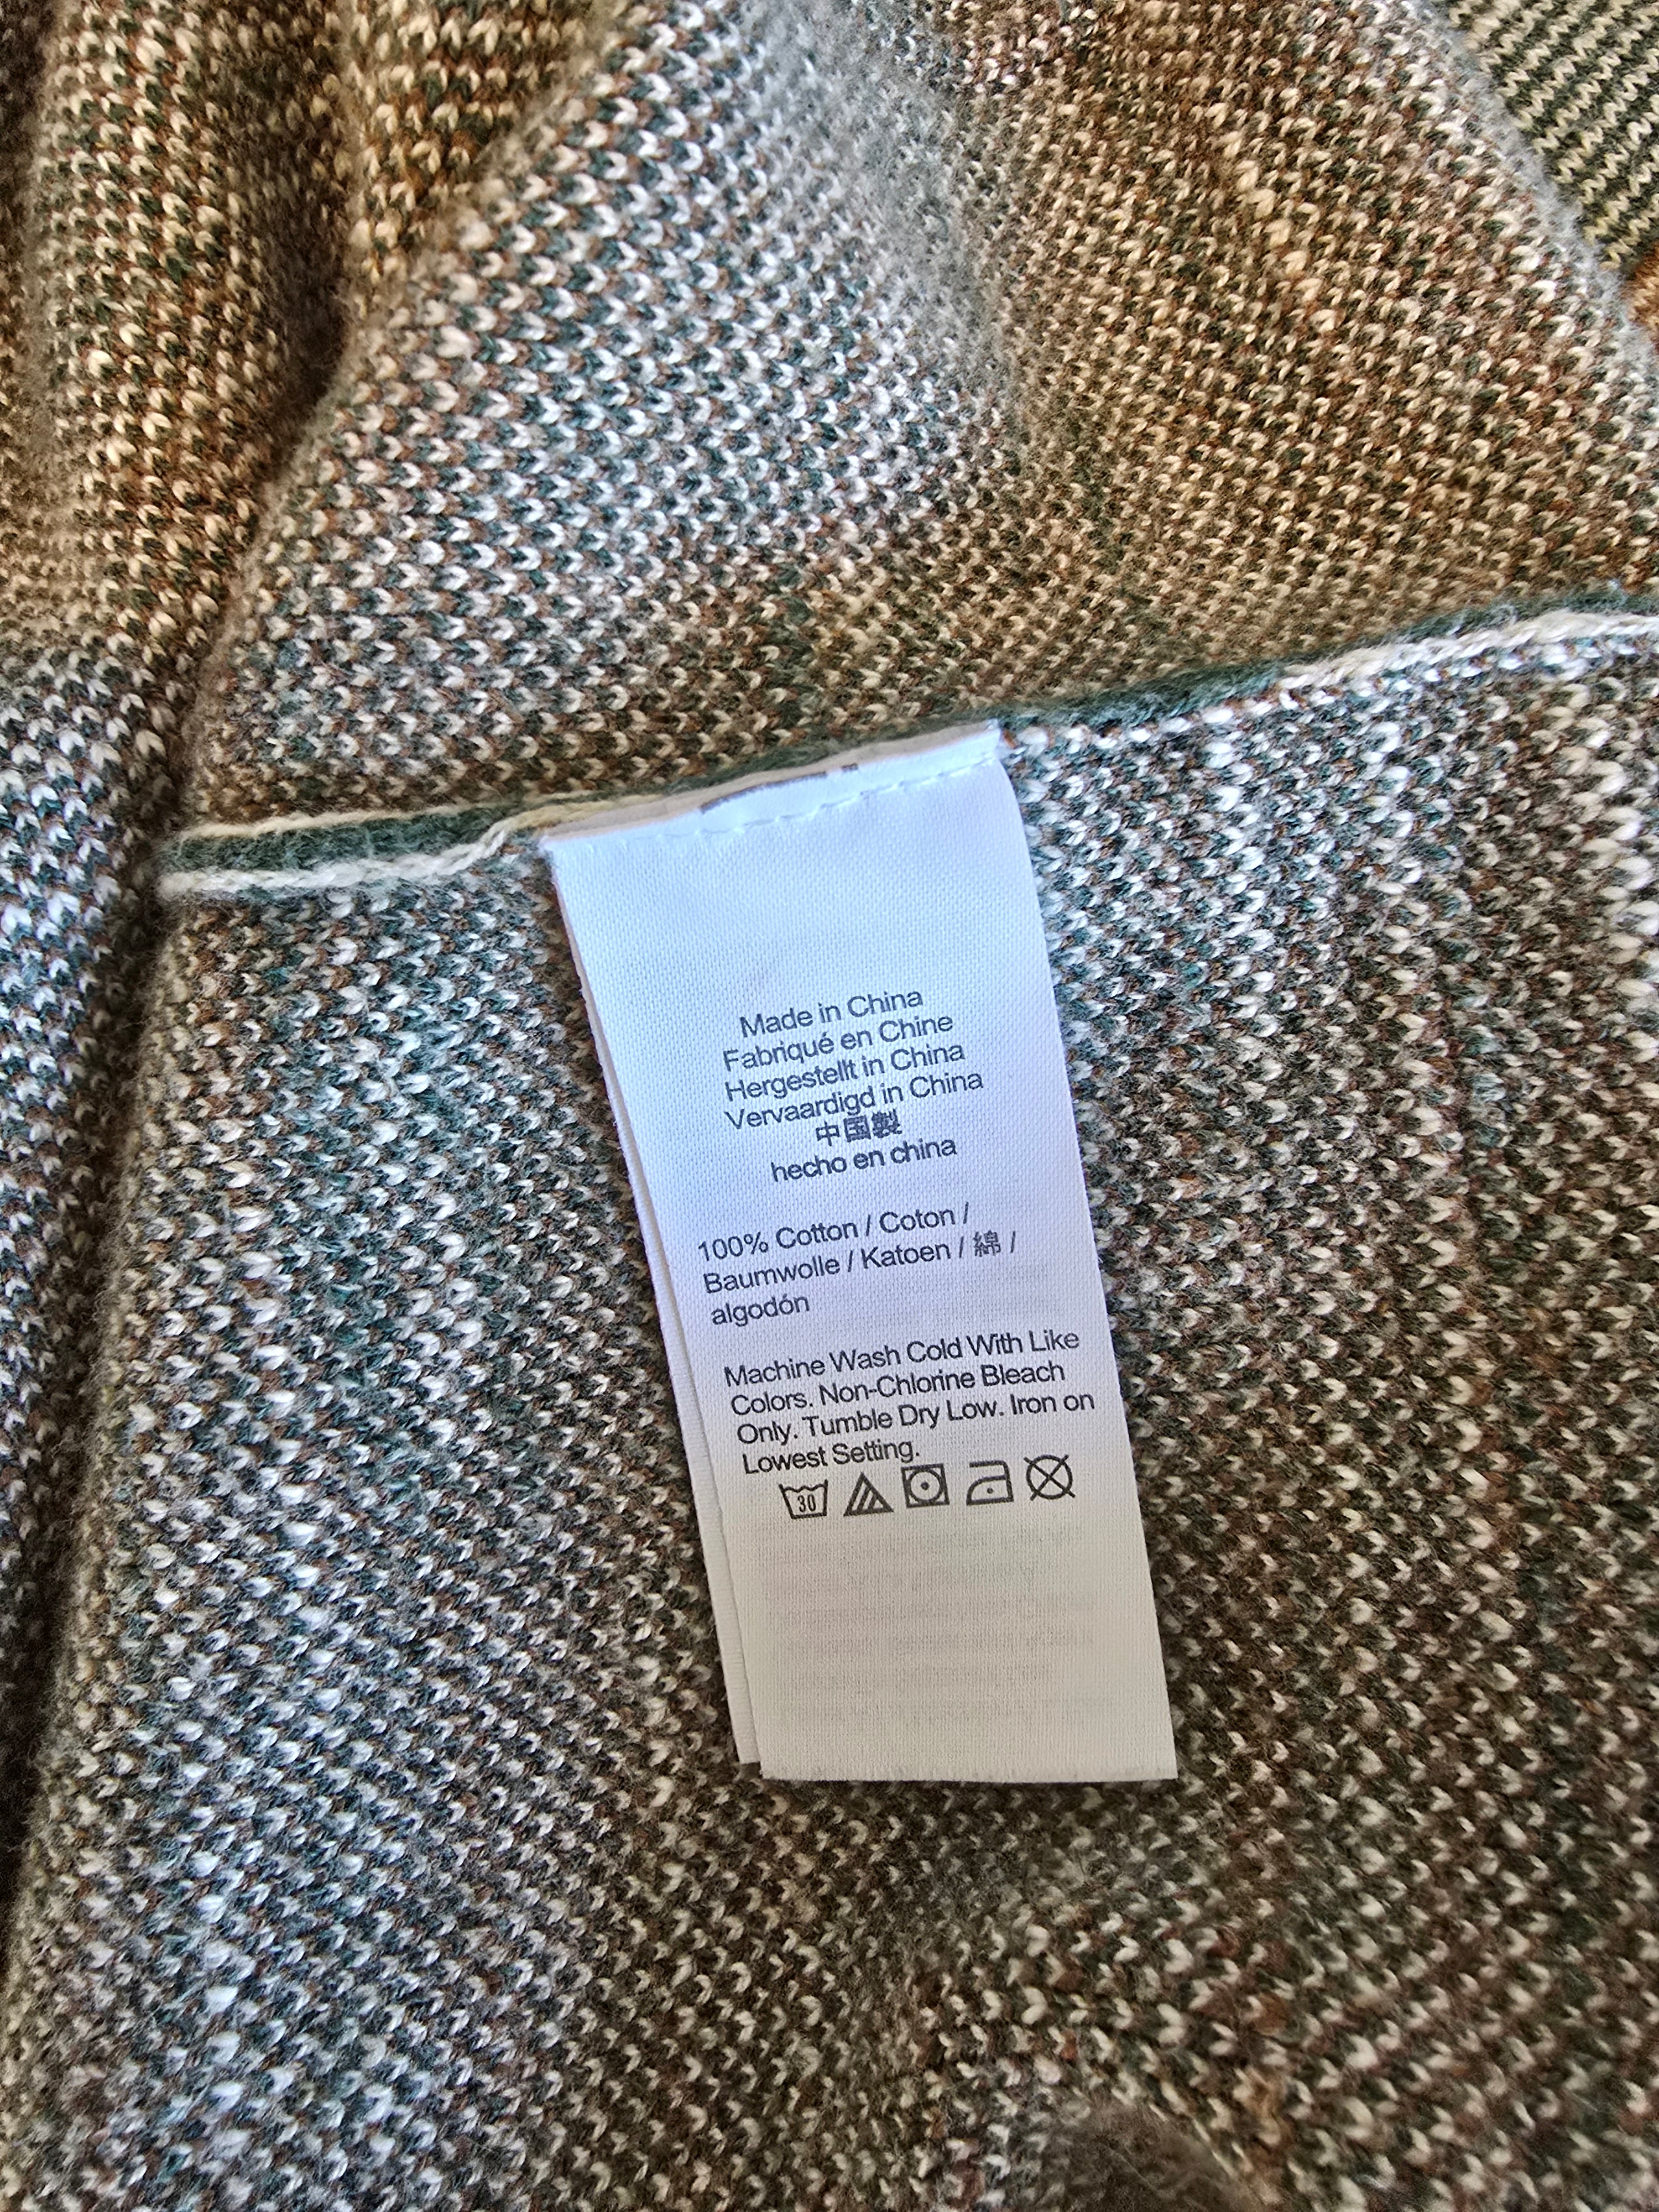 Made in China
Fabriqué en Chine
Hergestellt in China
Vervaardigd in China
中国製
hecho en china
100% Cotton / Coton /
Baumwolle / Katoen / 綿 /
algodón
Machine Wash Cold With Like
Colors. Non-Chlorine Bleach
Only. Tumble Dry Low. Iron on
Lowest Setting.
30